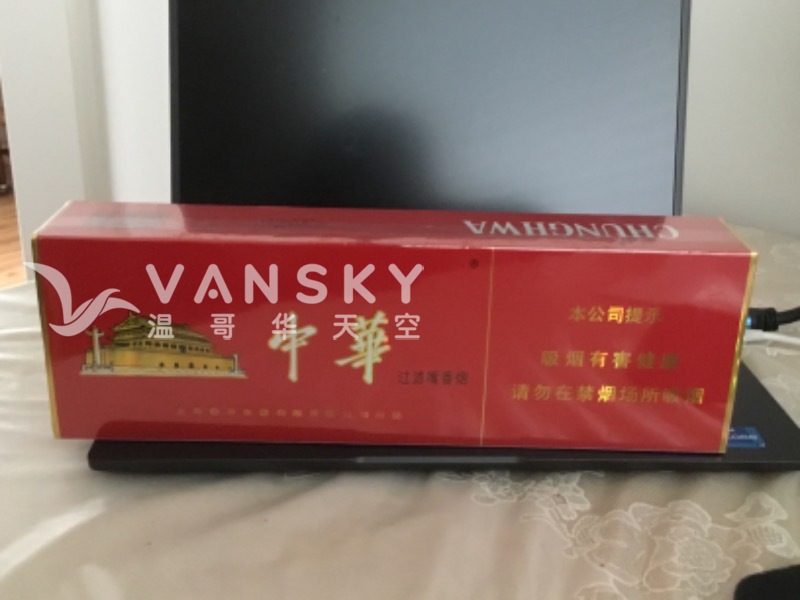 CHUNGHWA
VANSKY
温哥华天空
中華
过滤嘴香烟
本公司提示
吸烟有害健康
请勿在禁烟场所吸烟